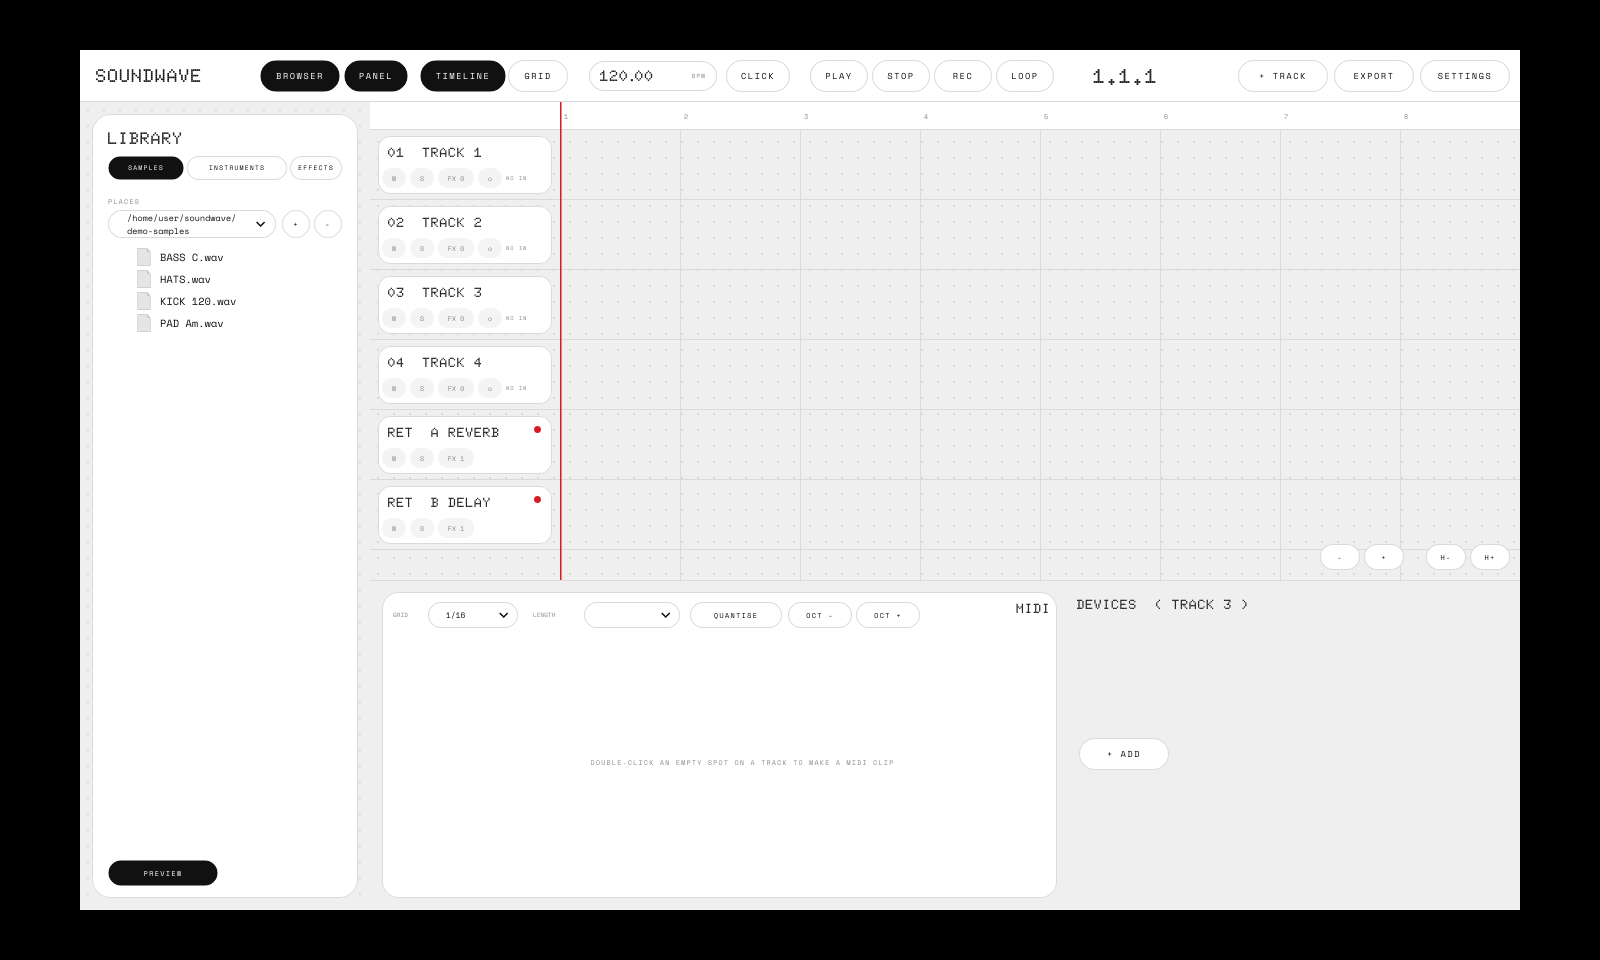 SOUNDWAVE BROWSER PANEL TIMELINE GRID 120.00 BPM CLICK PLAY STOP REC LOOP 1.1.1 + TRACK EXPORT SETTINGS
LIBRARY
SAMPLES INSTRUMENTS EFFECTS
PLACES
/home/user/soundwave/
demo-samples
+ -
BASS C.wav
HATS.wav
KICK 120.wav
PAD Am.wav
PREVIEW
1 2 3 4 5 6 7 8
01 TRACK 1
M S FX 0 o NO IN
02 TRACK 2
M S FX 0 o NO IN
03 TRACK 3
M S FX 0 o NO IN
04 TRACK 4
M S FX 0 o NO IN
RET A REVERB
M S FX 1
RET B DELAY
M S FX 1
- + H- H+
GRID 1/16 LENGTH QUANTISE OCT - OCT + MIDI
DOUBLE-CLICK AN EMPTY SPOT ON A TRACK TO MAKE A MIDI CLIP
DEVICES ( TRACK 3 )
+ ADD